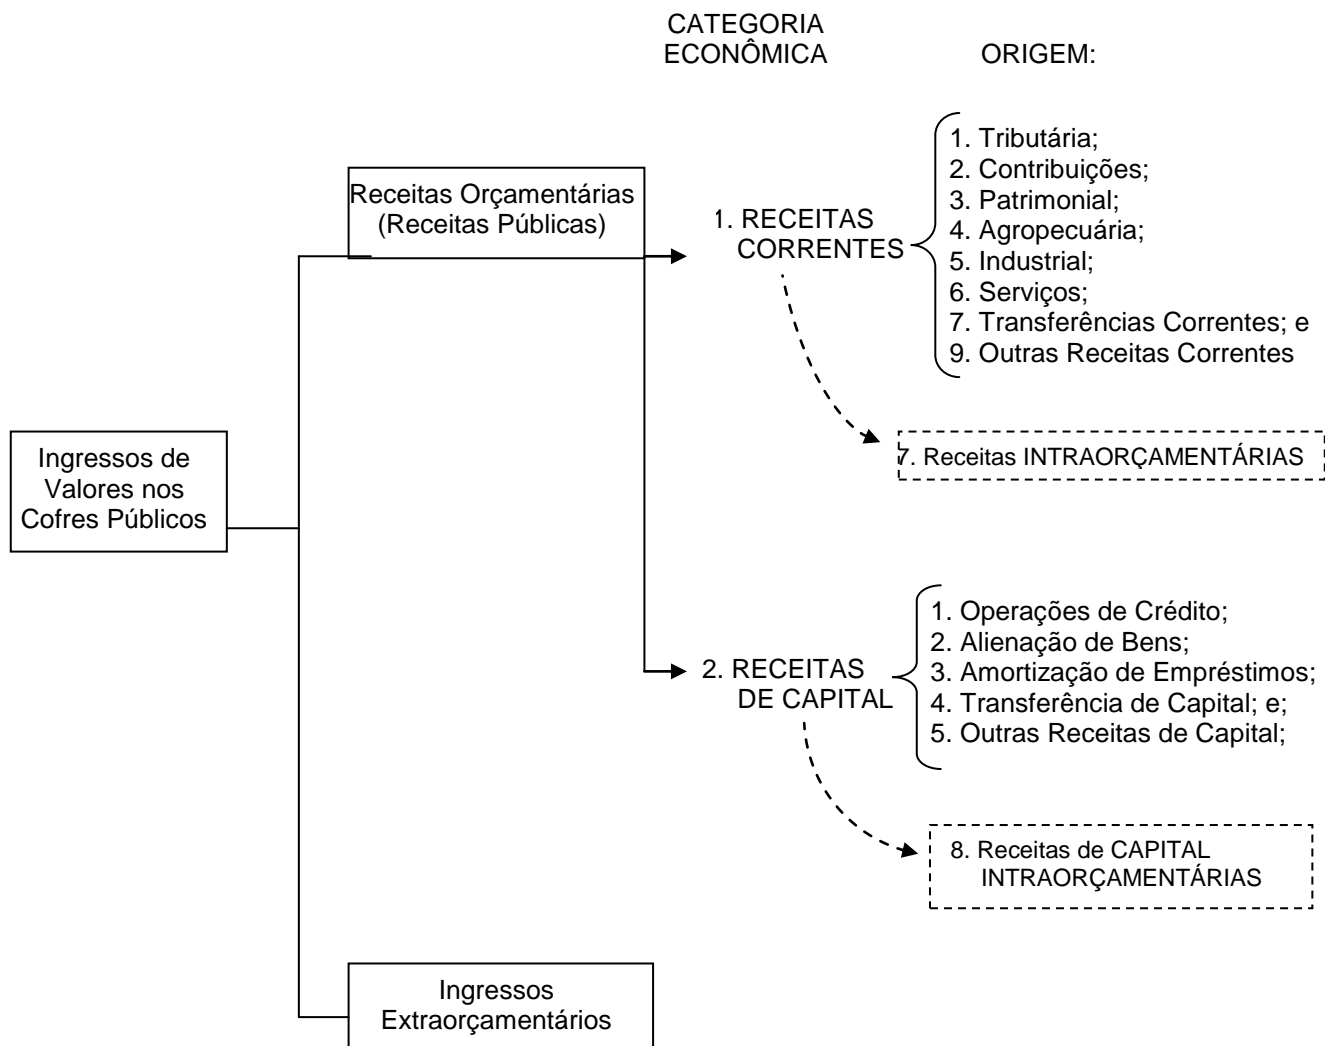 CATEGORIA
ECONÔMICA
ORIGEM:
Receitas Orçamentárias
(Receitas Públicas)
1. RECEITAS
CORRENTES
1. Tributária;
2. Contribuições;
3. Patrimonial;
4. Agropecuária;
5. Industrial;
6. Serviços;
7. Transferências Correntes; e
9. Outras Receitas Correntes
7. Receitas INTRAORÇAMENTÁRIAS
Ingressos de
Valores nos
Cofres Públicos
2. RECEITAS
DE CAPITAL
1. Operações de Crédito;
2. Alienação de Bens;
3. Amortização de Empréstimos;
4. Transferência de Capital; e;
5. Outras Receitas de Capital;
8. Receitas de CAPITAL
INTRAORÇAMENTÁRIAS
Ingressos
Extraorçamentários